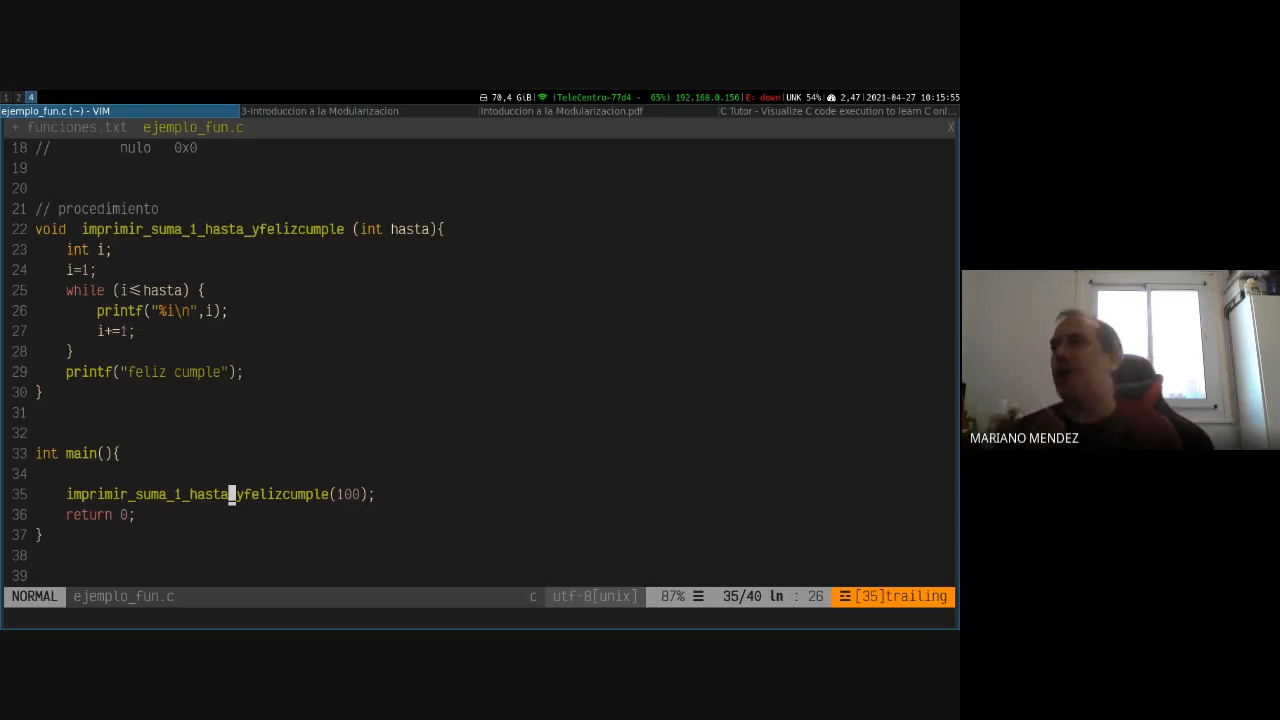 1 2 4 70,4 GiB| (TeleCentro-77d4 - 65%) 192.168.0.156|E: down|UNK 54%| 2,47|2021-04-27 10:15:55
ejemplo_fun.c (~) - VIM 3-Introduccion a la Modularizacion Intoduccion a la Modularizacion.pdf C Tutor - Visualize C code execution to learn C onl...
+ funciones.txt ejemplo_fun.c X
18 // nulo 0x0
19
20
21 // procedimiento
22 void imprimir_suma_1_hasta_yfelizcumple (int hasta){
23 int i;
24 i=1;
25 while (i<=hasta) {
26 printf("%i\n",i);
27 i+=1;
28 }
29 printf("feliz cumple");
30 }
31
32
33 int main(){
34
35 imprimir_suma_1_hasta_yfelizcumple(100);
36 return 0;
37 }
38
39
NORMAL ejemplo_fun.c c utf-8[unix] 87% ☰ 35/40 ln : 26 [35]trailing
MARIANO MENDEZ